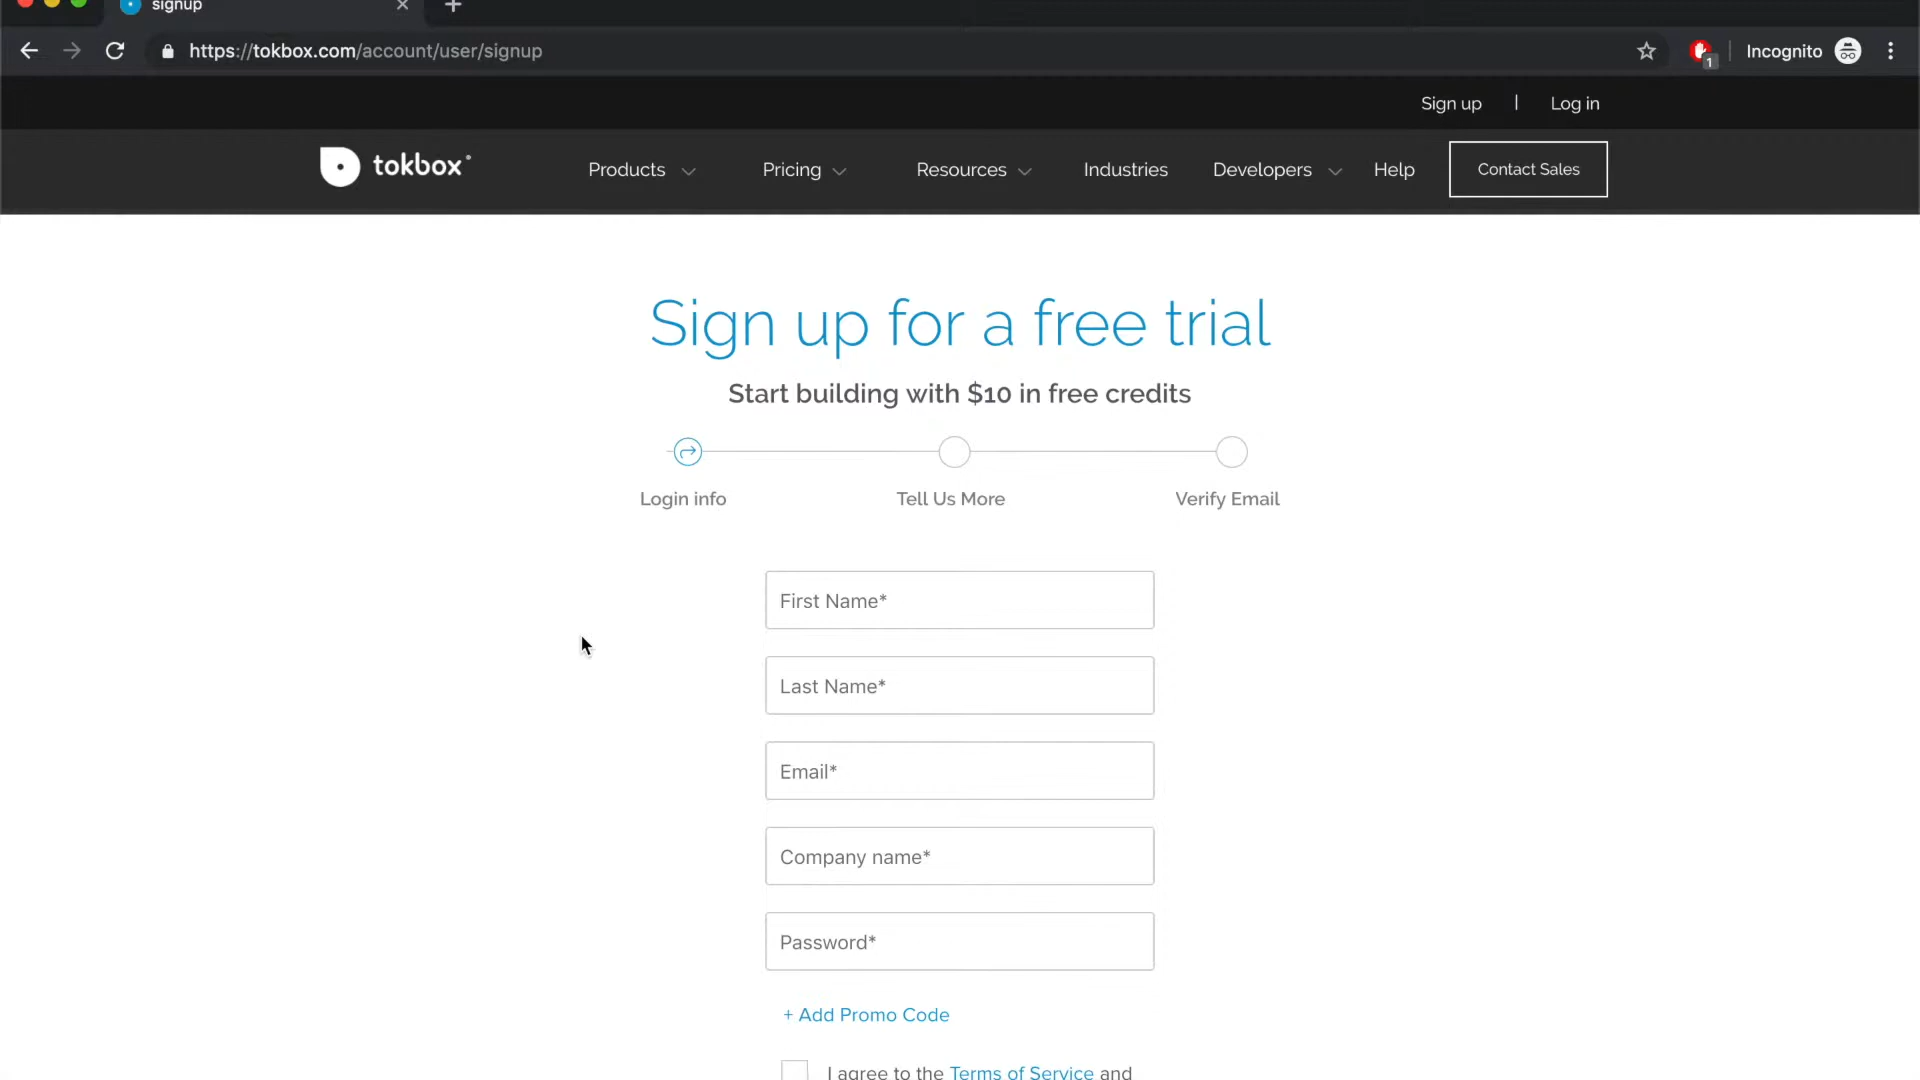 signup
https://tokbox.com/account/user/signup
1
Incognito
Sign up | Log in
tokbox
Products
Pricing
Resources
Industries
Developers
Help
Contact Sales
Sign up for a free trial
Start building with $10 in free credits
Login info
Tell Us More
Verify Email
First Name*
Last Name*
Email*
Company name*
Password*
+ Add Promo Code
I agree to the Terms of Service and